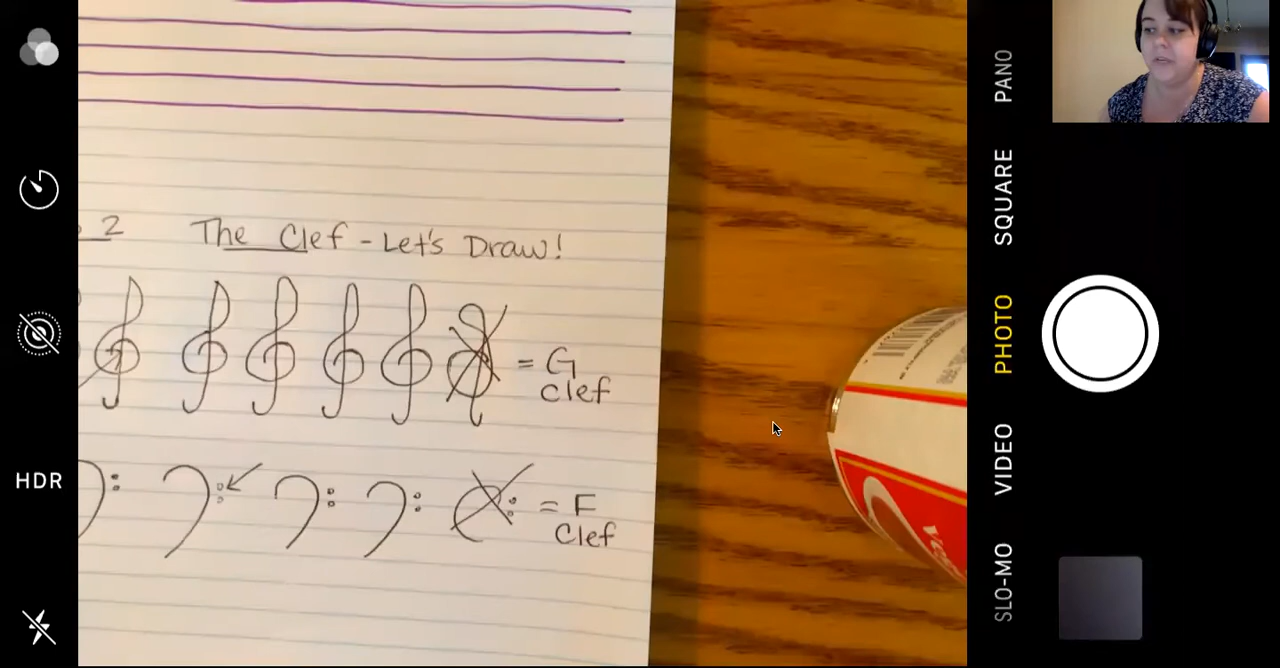 2 The Clef - Let's Draw!
= G
Clef
= F
Clef
HDR
PANO
SQUARE
PHOTO
VIDEO
SLO-MO